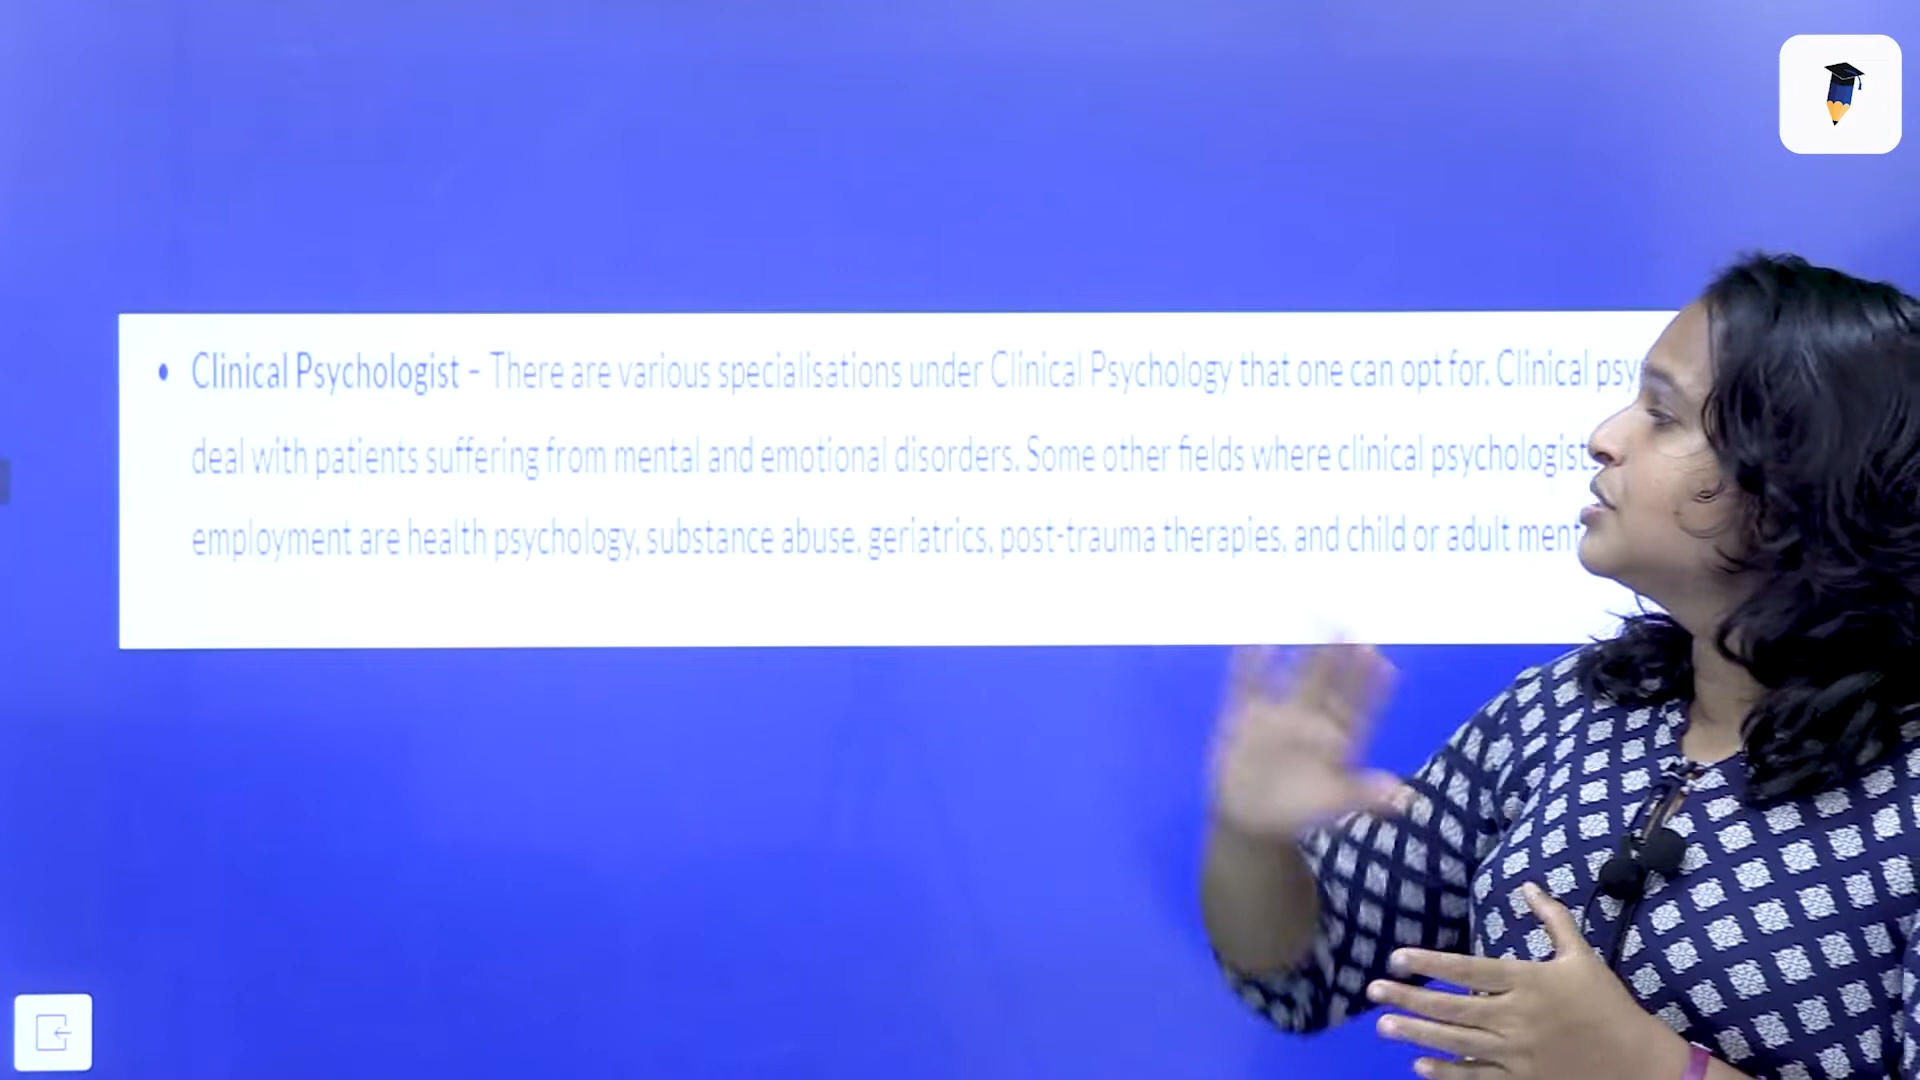 • Clinical Psychologist – There are various specialisations under Clinical Psychology that one can opt for. Clinical
deal with patients suffering from mental and emotional disorders. Some other fields where clinical psychologists
employment are health psychology, substance abuse, geriatrics, post-trauma therapies, and child or adult